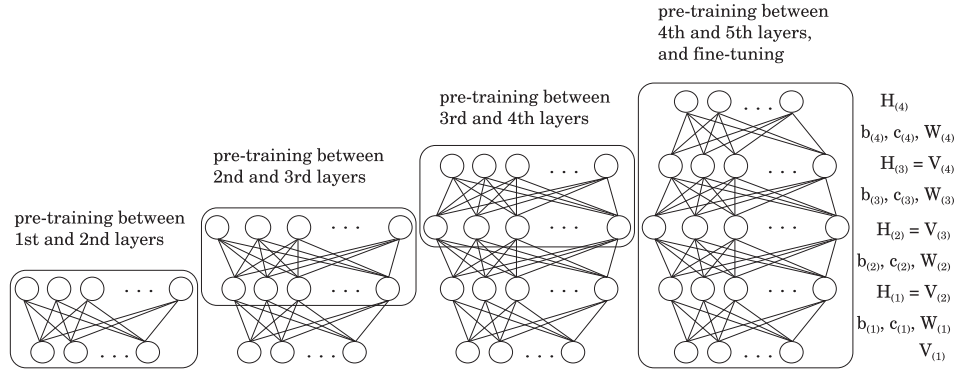 pre-training between
4th and 5th layers,
and fine-tuning
pre-training between
3rd and 4th layers
pre-training between
2nd and 3rd layers
pre-training between
1st and 2nd layers
H(4)
b(4), c(4), W(4)
H(3) = V(4)
b(3), c(3), W(3)
H(2) = V(3)
b(2), c(2), W(2)
H(1) = V(2)
b(1), c(1), W(1)
V(1)